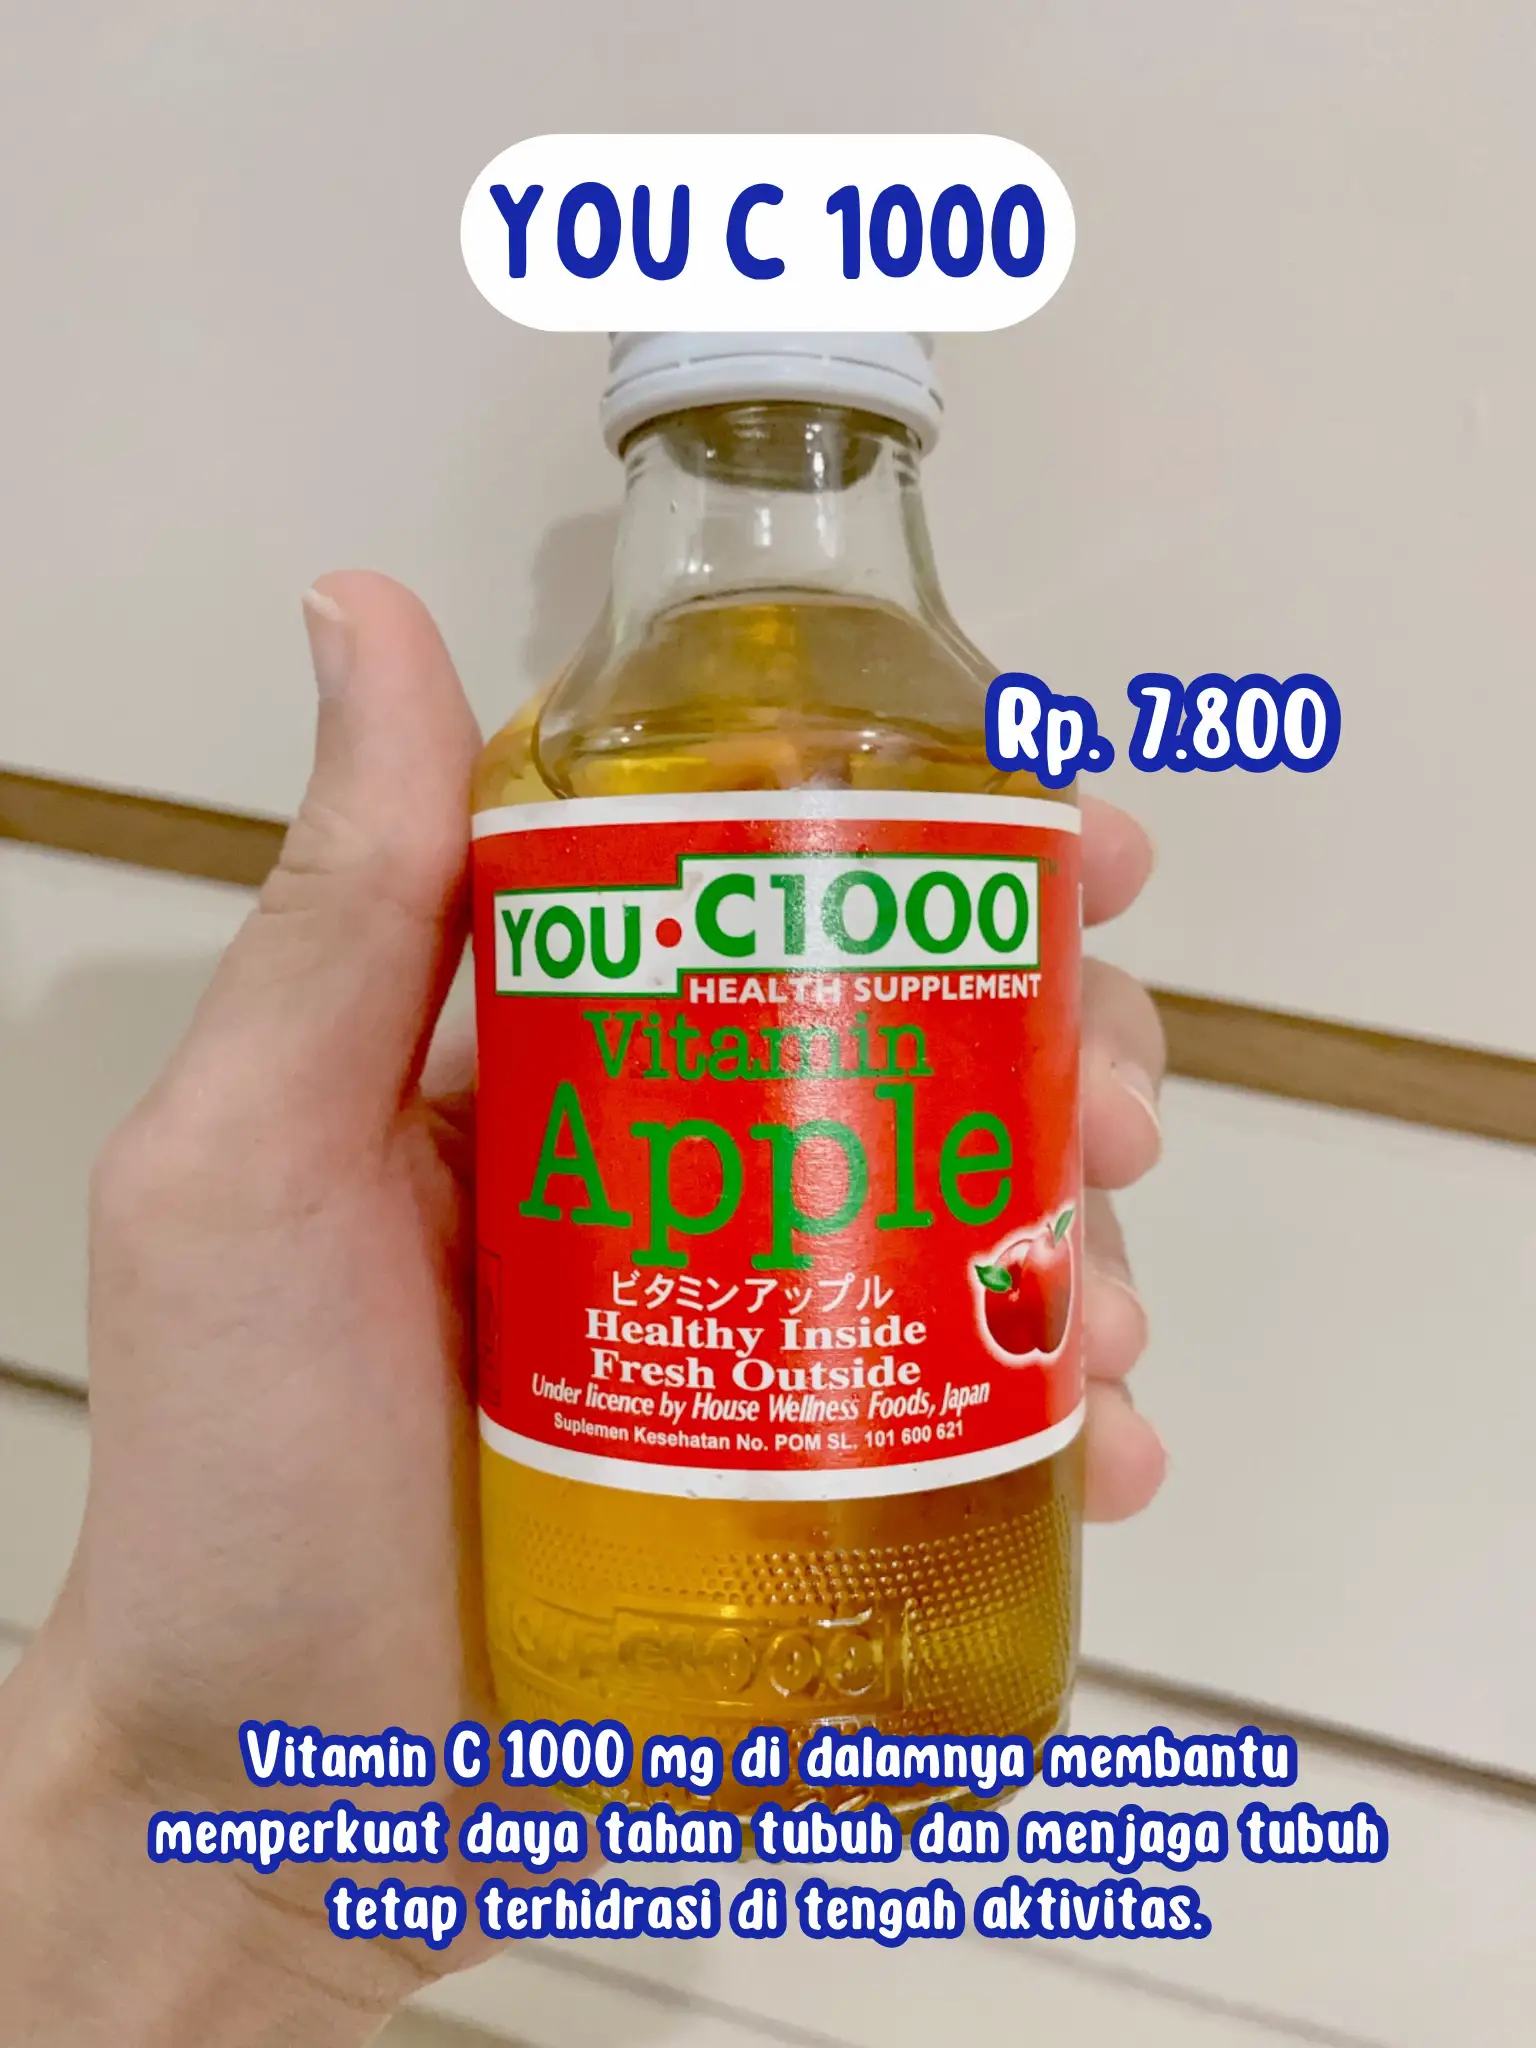 YOU C 1000
Rp. 7.800
YOU•C1000™
HEALTH SUPPLEMENT
Vitamin
Apple
ビタミンアップル
Healthy Inside
Fresh Outside
Under licence by House Wellness Foods, Japan
Suplemen Kesehatan No. POM SL. 101 600 621
Vitamin C 1000 mg di dalamnya membantu
memperkuat daya tahan tubuh dan menjaga tubuh
tetap terhidrasi di tengah aktivitas.